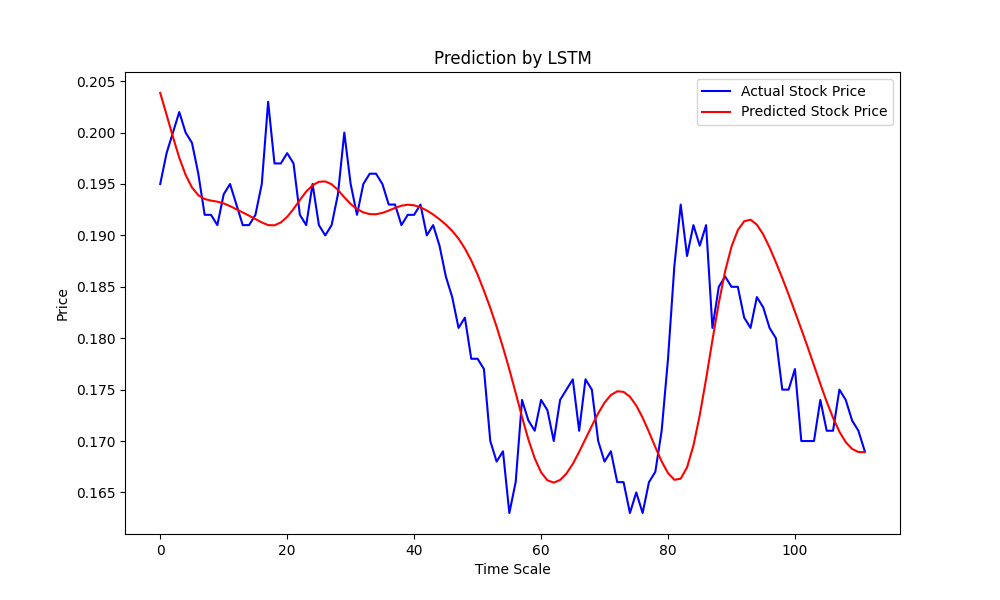 Prediction by LSTM
Actual Stock Price
Predicted Stock Price
0.205
0.200
0.195
0.190
0.185
0.180
0.175
0.170
0.165
Price
0 20 40 60 80 100
Time Scale